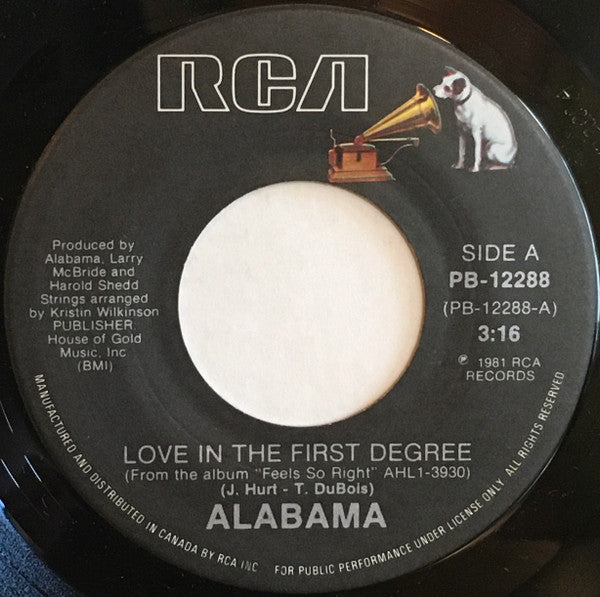 RCA
Produced by
Alabama, Larry
McBride and
Harold Shedd
Strings arranged
by Kristin Wilkinson
PUBLISHER
House of Gold
Music, Inc
(BMI)
SIDE A
PB-12288
(PB-12288-A)
3:16
℗ 1981 RCA
RECORDS
LOVE IN THE FIRST DEGREE
(From the album "Feels So Right" AHL1-3930)
(J. Hurt - T. DuBois)
ALABAMA
MANUFACTURED AND DISTRIBUTED IN CANADA BY RCA INC FOR PUBLIC PERFORMANCE UNDER LICENSE ONLY. ALL RIGHTS RESERVED